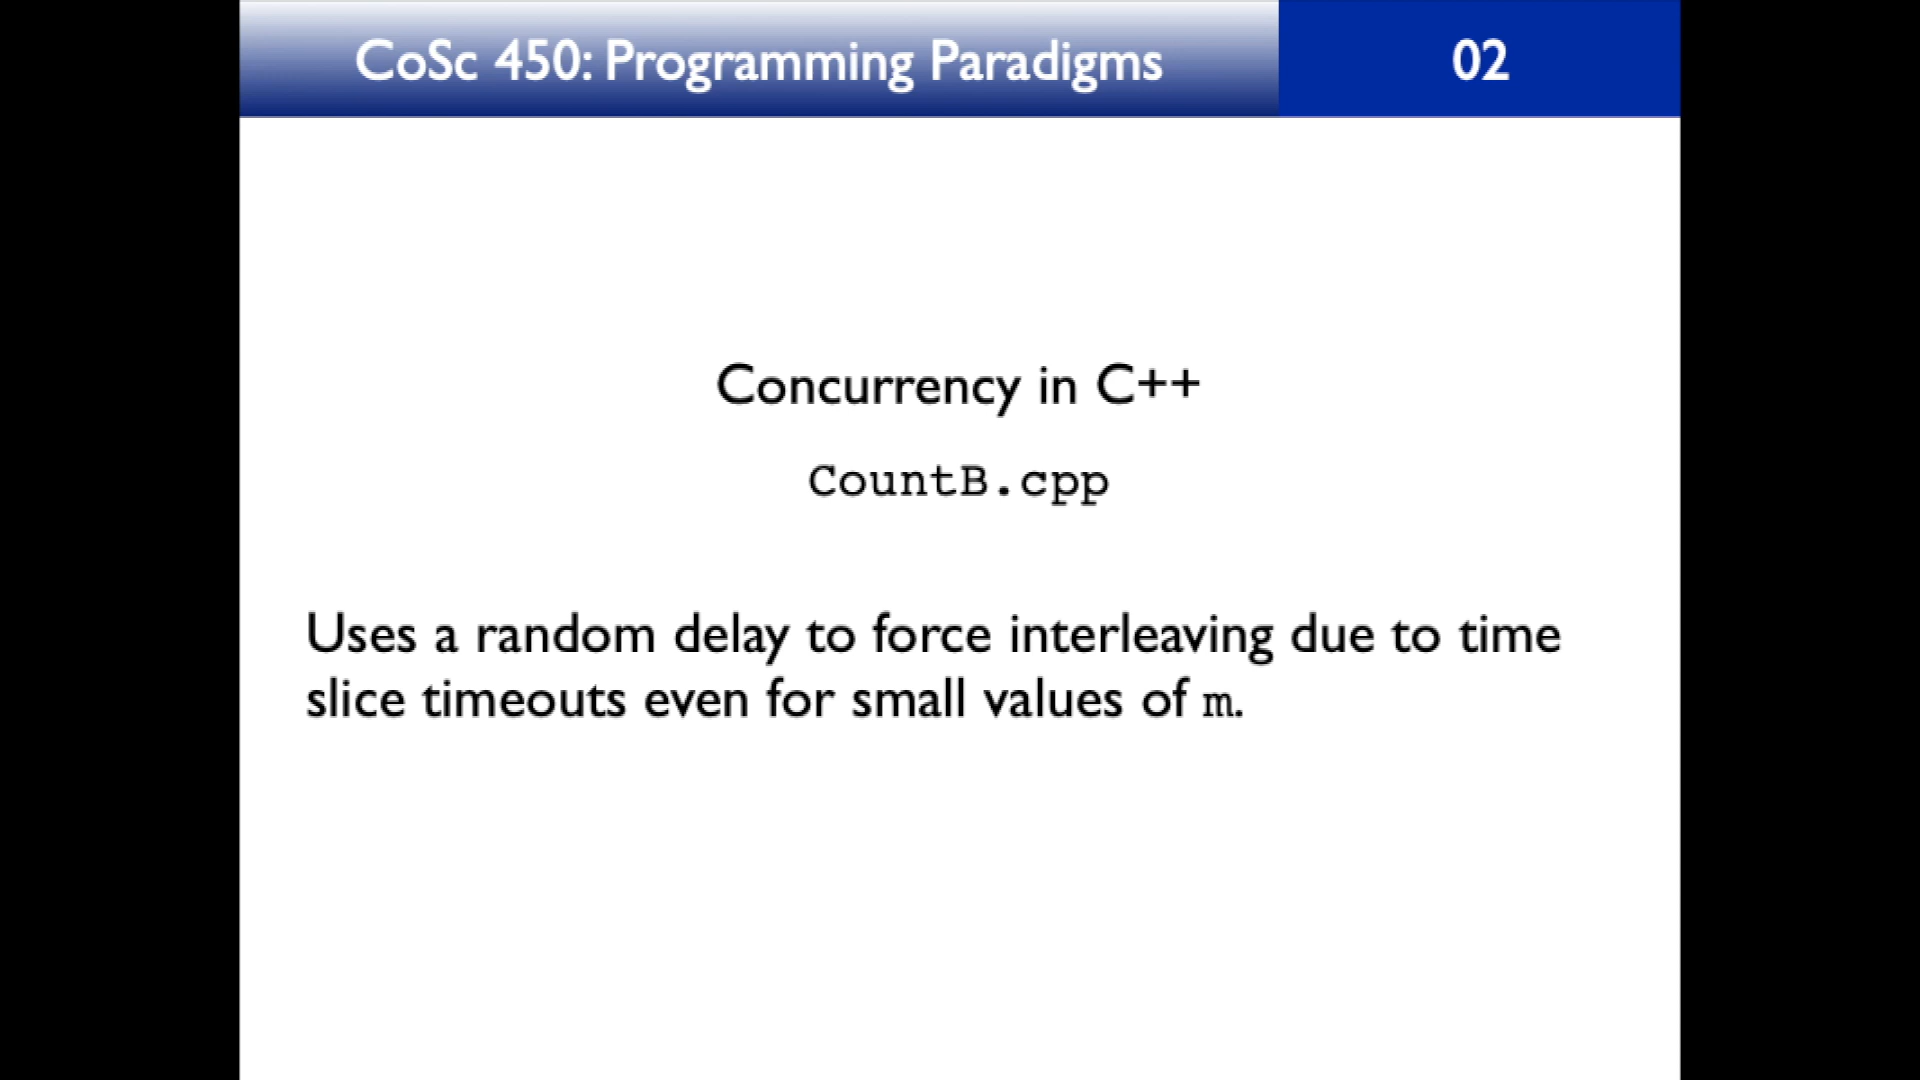 CoSc 450: Programming Paradigms 02
Concurrency in C++
CountB.cpp
Uses a random delay to force interleaving due to time
slice timeouts even for small values of m.